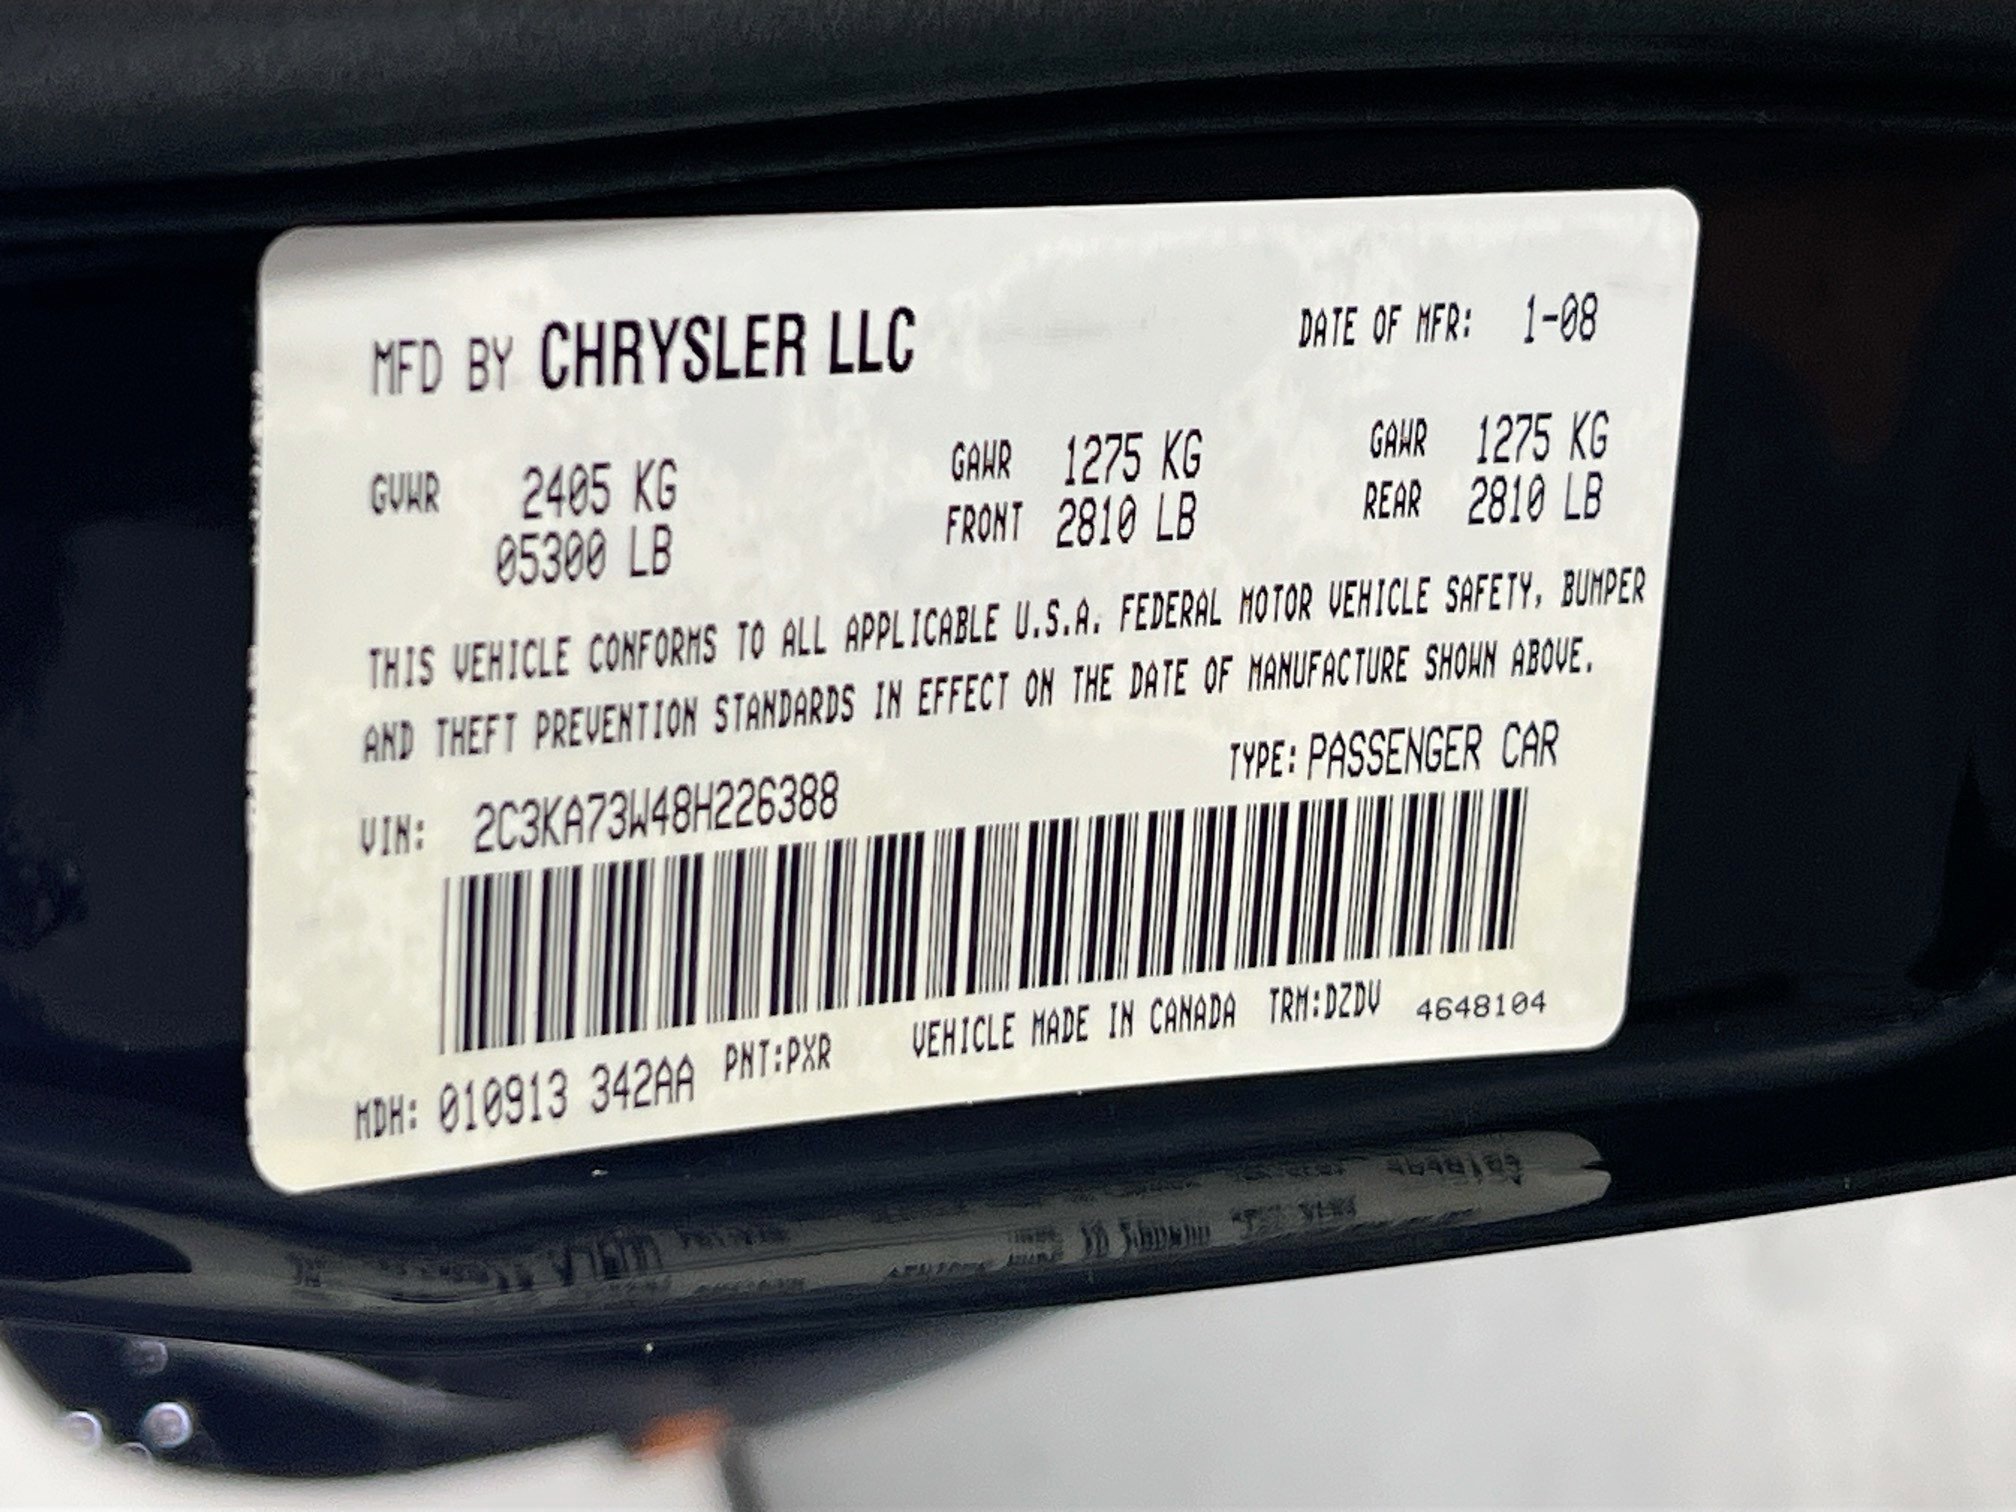 MFD BY CHRYSLER LLC DATE OF MFR: 1-08
GVWR 2405 KG GAWR 1275 KG GAWR 1275 KG
05300 LB FRONT 2810 LB REAR 2810 LB
THIS VEHICLE CONFORMS TO ALL APPLICABLE U.S.A. FEDERAL MOTOR VEHICLE SAFETY, BUMPER
AND THEFT PREVENTION STANDARDS IN EFFECT ON THE DATE OF MANUFACTURE SHOWN ABOVE.
VIN: 2C3KA73W48H226388 TYPE: PASSENGER CAR
MDH: 010913 342AA PNT:PXR VEHICLE MADE IN CANADA TRM:DZDV 4648104